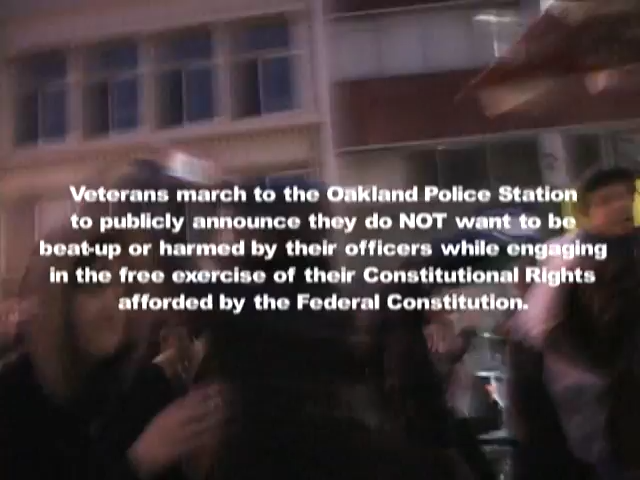 Veterans march to the Oakland Police Station
to publicly announce they do NOT want to be
beat-up or harmed by their officers while engaging
in the free exercise of their Constitutional Rights
afforded by the Federal Constitution.